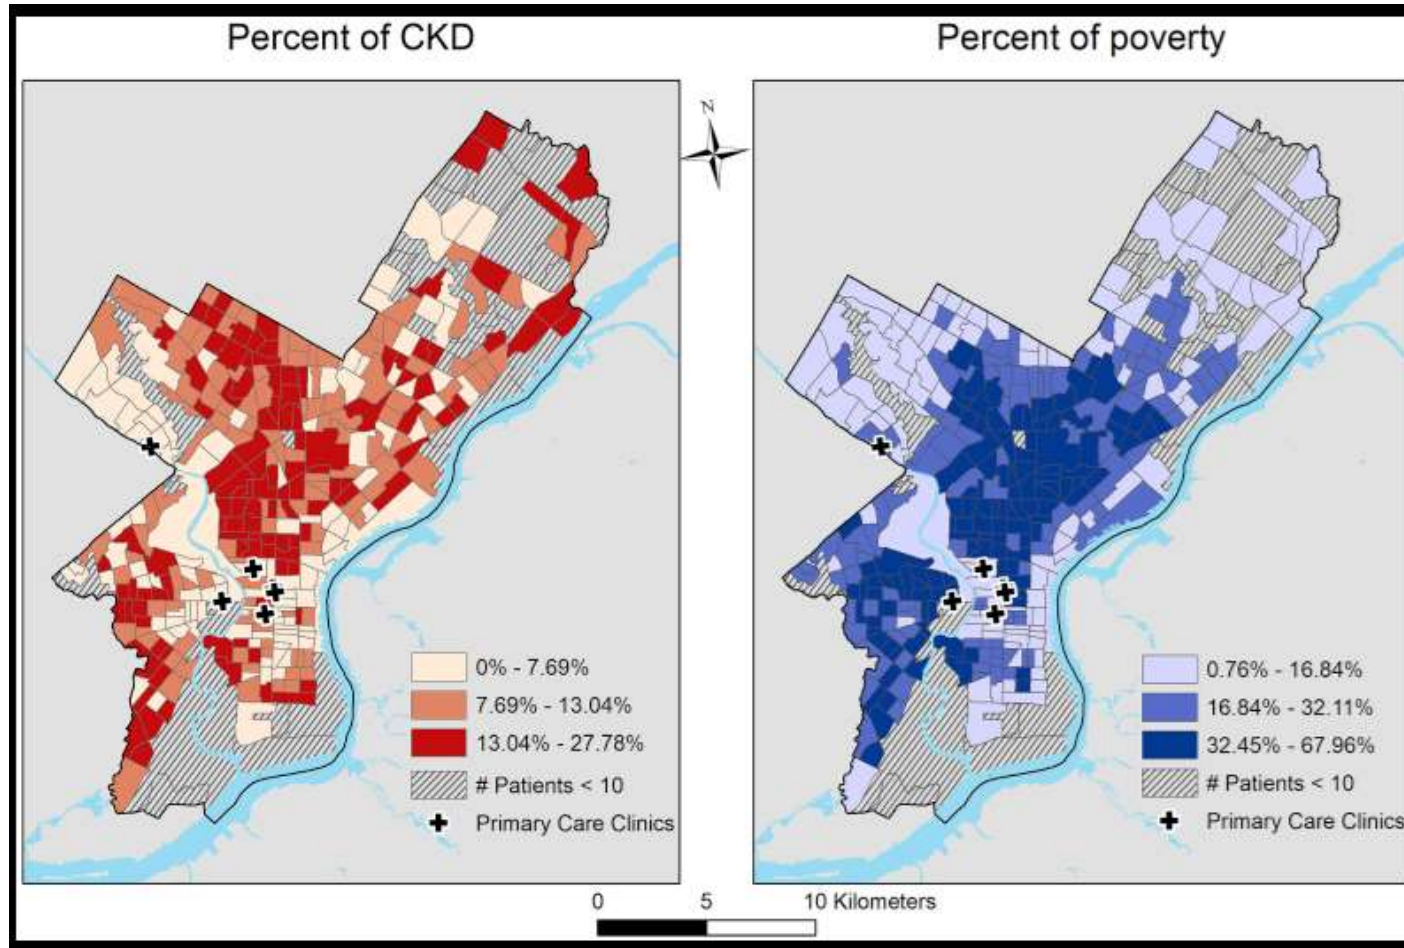 Percent of CKD
Percent of poverty
N
0% - 7.69%
7.69% - 13.04%
13.04% - 27.78%
# Patients < 10
Primary Care Clinics
0.76% - 16.84%
16.84% - 32.11%
32.45% - 67.96%
# Patients < 10
Primary Care Clinics
0 5 10 Kilometers